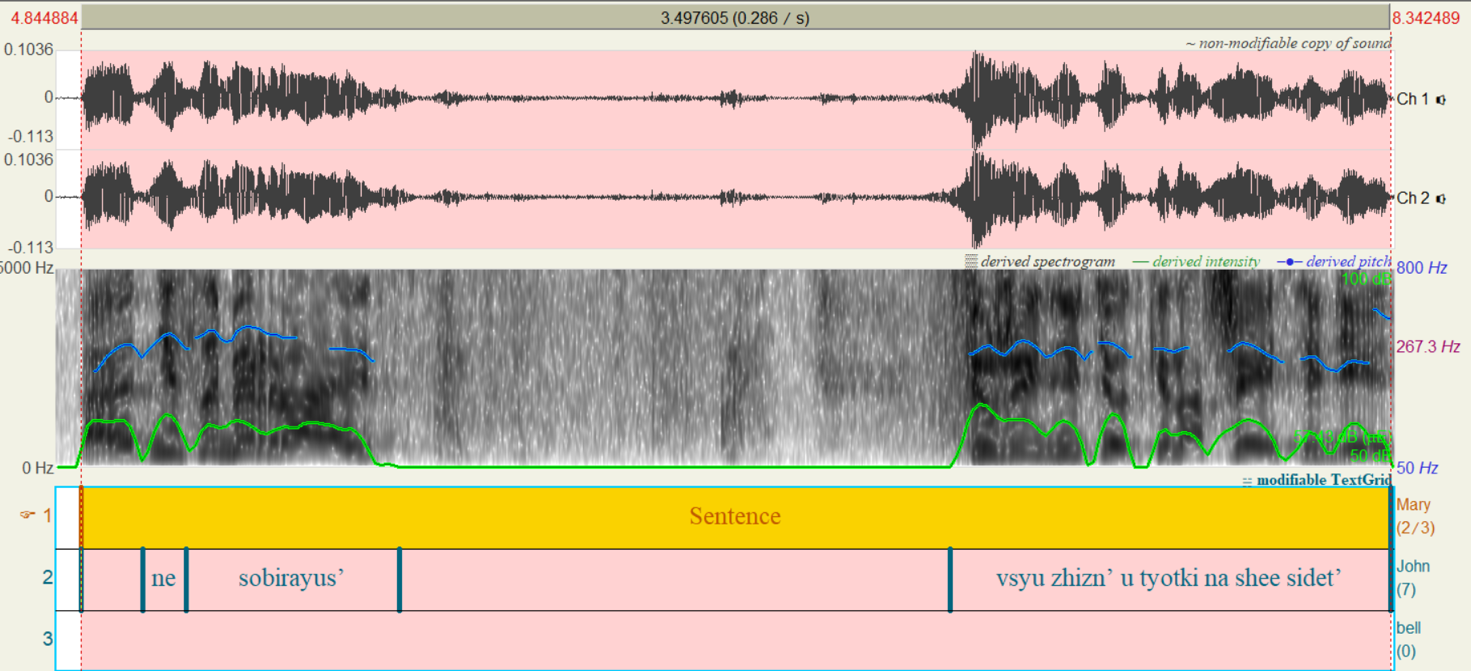 4.844884 3.497605 (0.286 / s) 8.342489
~ non-modifiable copy of sound
0.1036
0 Ch 1
-0.113
0.1036
0 Ch 2
-0.113
derived spectrogram derived intensity derived pitch
5000 Hz 800 Hz
100 dB
267.3 Hz
50 dB
0 Hz 50 Hz
modifiable TextGrid
1 Sentence Mary
(2/3)
2 ne sobirayus’ vsyu zhizn’ u tyotki na shee sidet’ John
(7)
3 bell
(0)